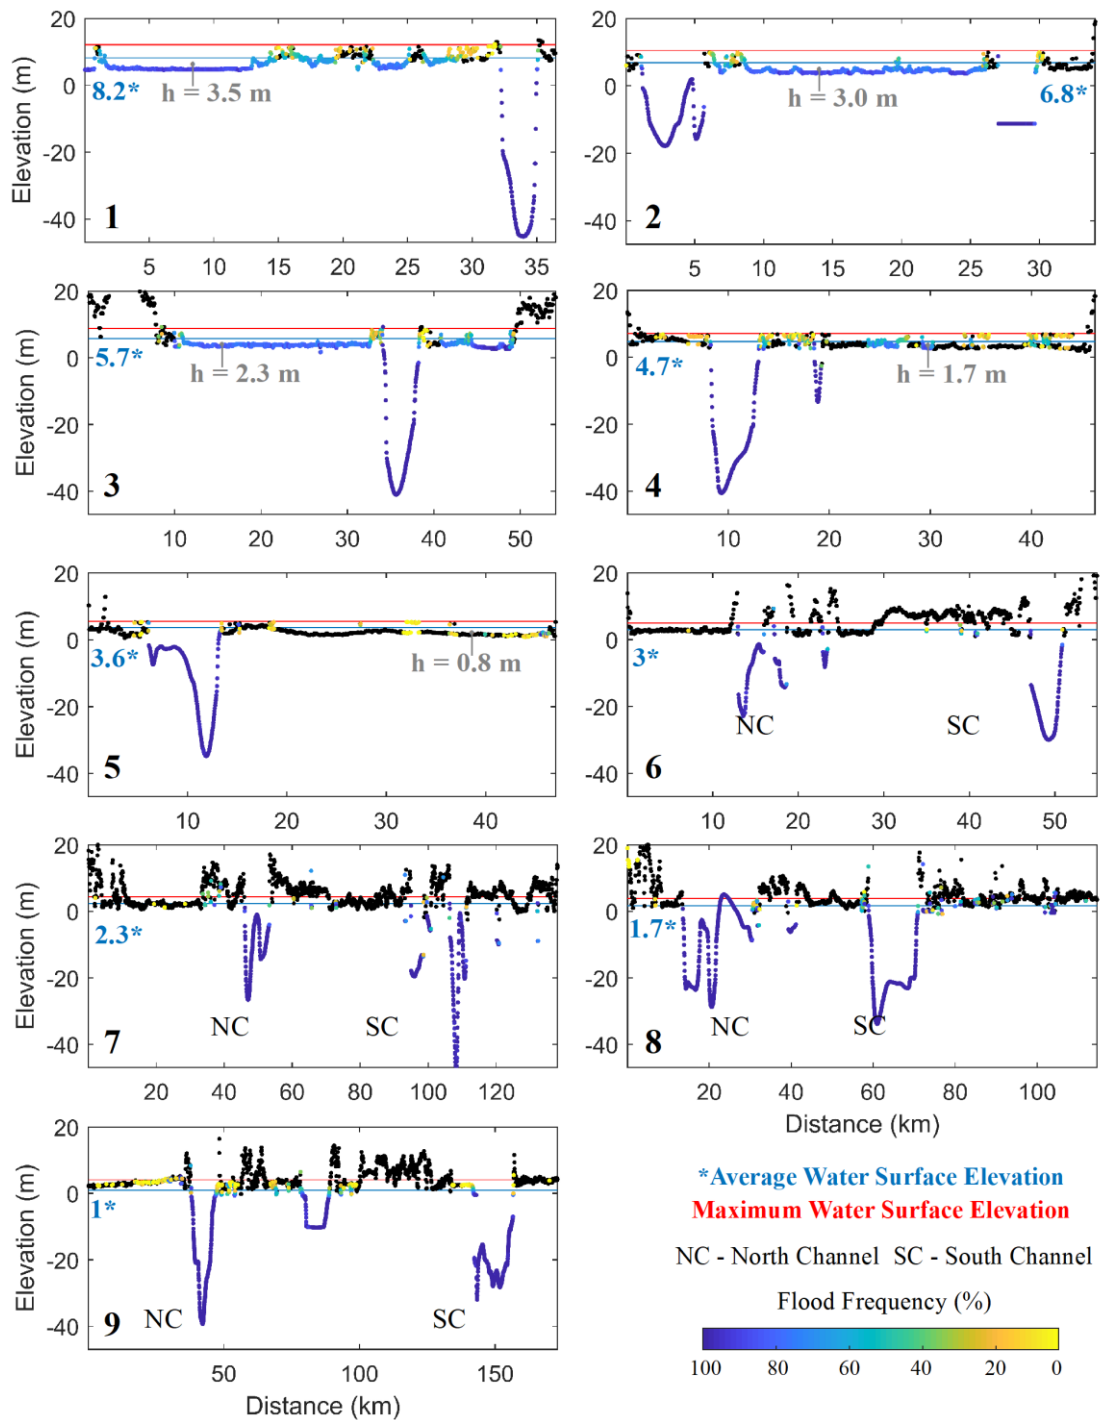 20
0
-20
-40
Elevation (m)
8.2*
h = 3.5 m
1
5 10 15 20 25 30 35
20
0
-20
-40
h = 3.0 m
6.8*
2
5 10 15 20 25 30
20
0
-20
-40
Elevation (m)
5.7*
h = 2.3 m
3
10 20 30 40 50
20
0
-20
-40
4.7*
h = 1.7 m
4
10 20 30 40
20
0
-20
-40
Elevation (m)
3.6*
h = 0.8 m
5
10 20 30 40
20
0
-20
-40
3*
NC SC
6
10 20 30 40 50
20
0
-20
-40
Elevation (m)
2.3*
NC SC
7
20 40 60 80 100 120
20
0
-20
-40
1.7*
NC SC
8
20 40 60 80 100
Distance (km)
20
0
-20
-40
Elevation (m)
1*
NC SC
9
50 100 150
Distance (km)
*Average Water Surface Elevation
Maximum Water Surface Elevation
NC - North Channel SC - South Channel
Flood Frequency (%)
100 80 60 40 20 0